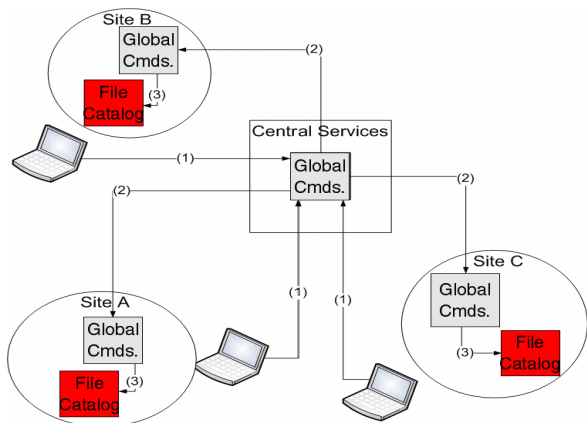 Site B
Global
Cmds.
(2)
(3)
File
Catalog
Central Services
(1)
Global
Cmds.
(2)
(2)
Site C
Global
Cmds.
(3)
File
Catalog
Site A
Global
Cmds.
(3)
File
Catalog
(1)
(1)